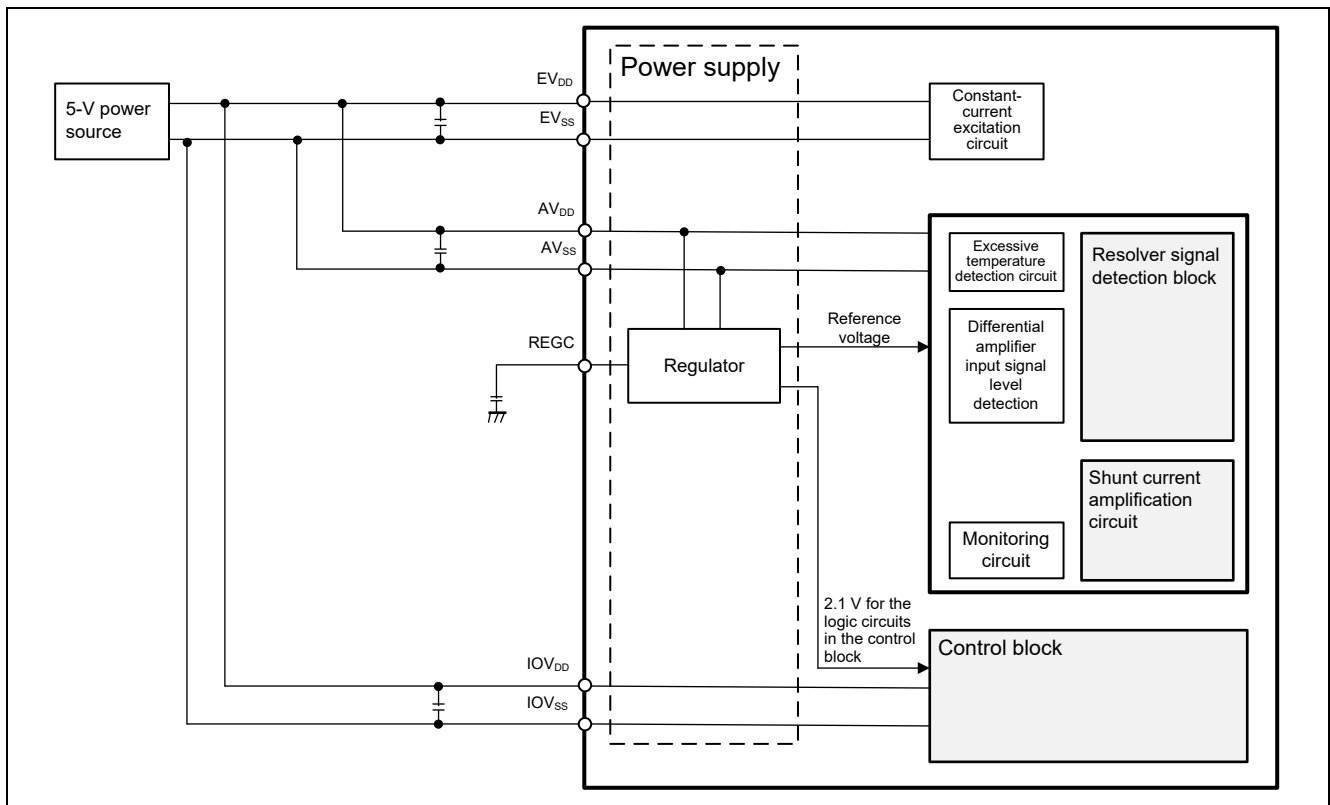 Power supply
5-V power
source
EVDD
EVSS
Constant-
current
excitation
circuit
AVDD
AVSS
Excessive
temperature
detection circuit
Resolver signal
detection block
REGC
Regulator
Reference
voltage
Differential
amplifier
input signal
level
detection
Shunt current
amplification
circuit
Monitoring
circuit
2.1 V for the
logic circuits
in the control
block
Control block
IOVDD
IOVSS